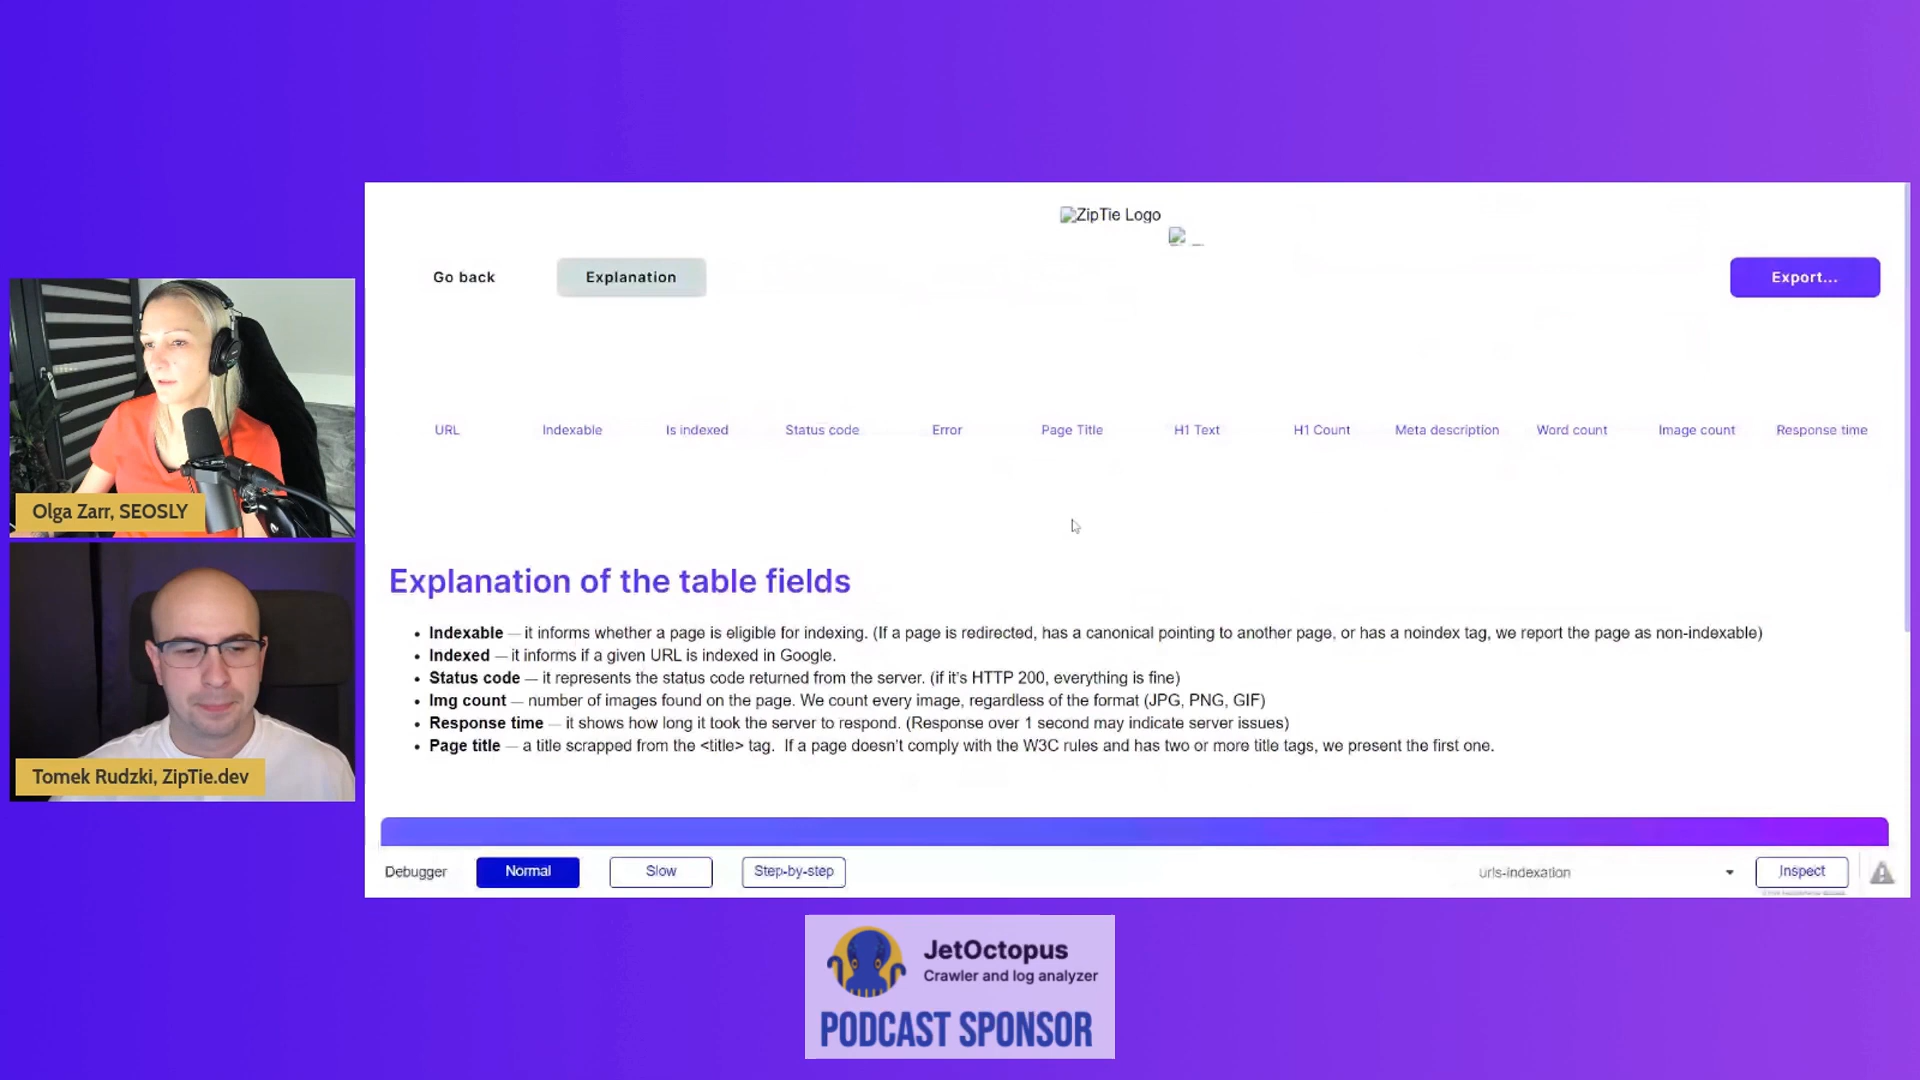 ZipTie Logo
Go back
Explanation
Export...
URL
Indexable
Is indexed
Status code
Error
Page Title
H1 Text
H1 Count
Meta description
Word count
Image count
Response time
Explanation of the table fields
• Indexable — it informs whether a page is eligible for indexing. (If a page is redirected, has a canonical pointing to another page, or has a noindex tag, we report the page as non-indexable)
• Indexed — it informs if a given URL is indexed in Google.
• Status code — it represents the status code returned from the server. (if it's HTTP 200, everything is fine)
• Img count — number of images found on the page. We count every image, regardless of the format (JPG, PNG, GIF)
• Response time — it shows how long it took the server to respond. (Response over 1 second may indicate server issues)
• Page title — a title scrapped from the <title> tag. If a page doesn't comply with the W3C rules and has two or more title tags, we present the first one.
Debugger
Normal
Slow
Step-by-step
urls-indexation
Inspect
Olga Zarr, SEOSLY
Tomek Rudzki, ZipTie.dev
JetOctopus
Crawler and log analyzer
PODCAST SPONSOR